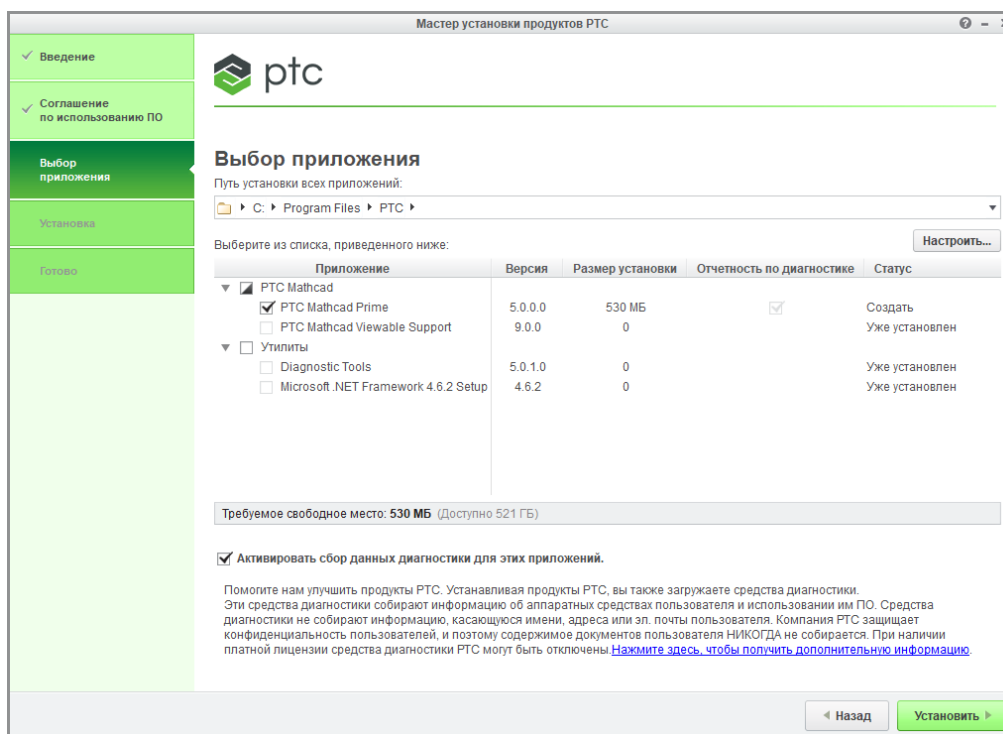 Мастер установки продуктов PTC
Введение
Соглашение
по использованию ПО
Выбор
приложения
Установка
Готово
ptc
Выбор приложения
Путь установки всех приложений:
C: Program Files PTC
Выберите из списка, приведенного ниже:
Настроить...
Приложение Версия Размер установки Отчетность по диагностике Статус
PTC Mathcad
PTC Mathcad Prime 5.0.0.0 530 МБ Создать
PTC Mathcad Viewable Support 9.0.0 0 Уже установлен
Утилиты
Diagnostic Tools 5.0.1.0 0 Уже установлен
Microsoft .NET Framework 4.6.2 Setup 4.6.2 0 Уже установлен
Требуемое свободное место: 530 МБ (Доступно 521 ГБ)
Активировать сбор данных диагностики для этих приложений.
Помогите нам улучшить продукты PTC. Устанавливая продукты PTC, вы также загружаете средства диагностики.
Эти средства диагностики собирают информацию об аппаратных средствах пользователя и использовании им ПО. Средства
диагностики не собирают информацию, касающуюся имени, адреса или эл. почты пользователя. Компания PTC защищает
конфиденциальность пользователей, и поэтому содержимое документов пользователя НИКОГДА не собирается. При наличии
платной лицензии средства диагностики PTC могут быть отключены.Нажмите здесь, чтобы получить дополнительную информацию.
Назад
Установить